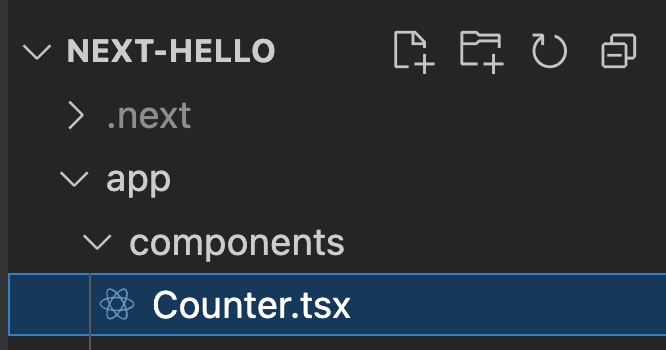 NEXT-HELLO
.next
app
components
Counter.tsx